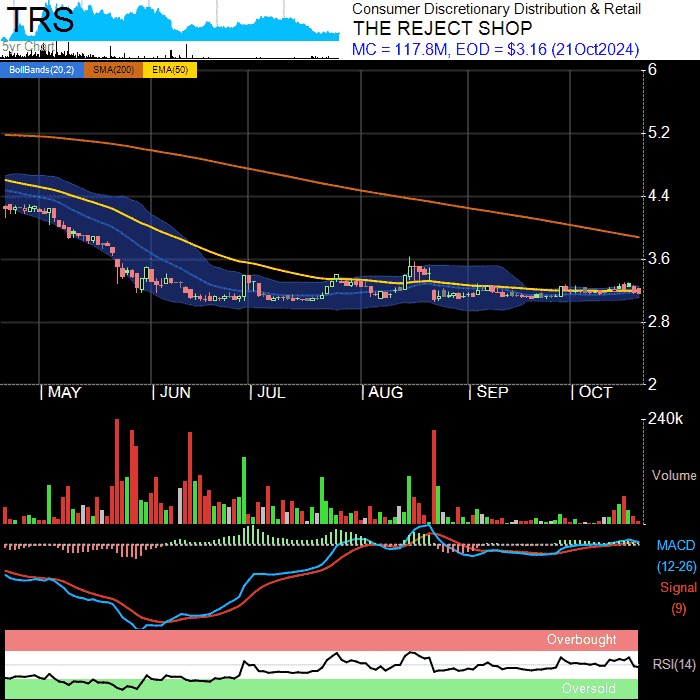 TRS
5yr Chart
Consumer Discretionary Distribution & Retail
THE REJECT SHOP
MC = 117.8M, EOD = $3.16 (21Oct2024)
BollBands(20,2) SMA(200) EMA(50)
6
5.2
4.4
3.6
2.8
2
MAY JUN JUL AUG SEP OCT
240k
Volume
MACD
(12-26)
Signal
(9)
Overbought
RSI(14)
Oversold